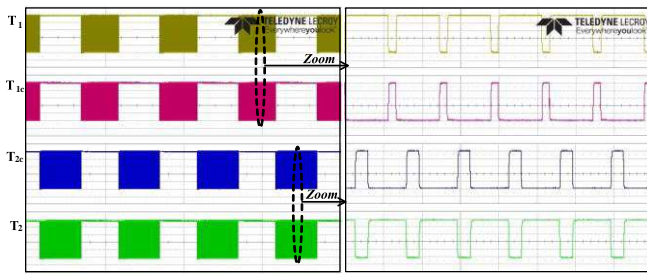 T1
TELEDYNE LECROY
Everywhereyoulook
TELEDYNE LECROY
Everywhereyoulook
Zoom
T1c
T2c
Zoom
T2